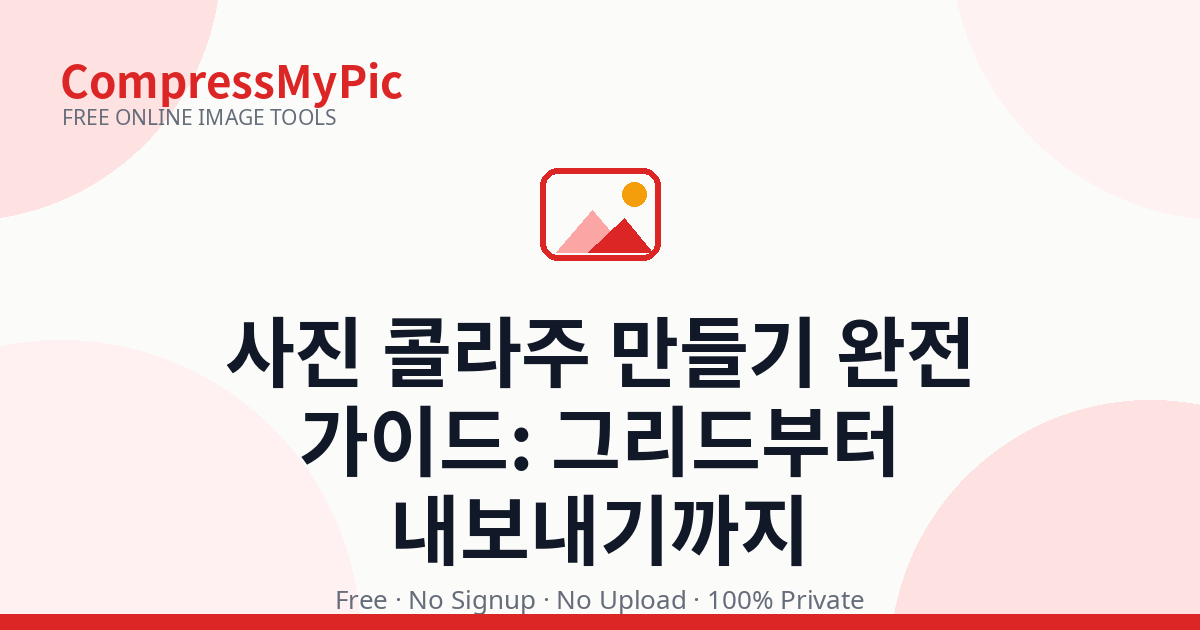 CompressMyPic
FREE ONLINE IMAGE TOOLS
사진 콜라주 만들기 완전
가이드: 그리드부터
내보내기까지
Free · No Signup · No Upload · 100% Private